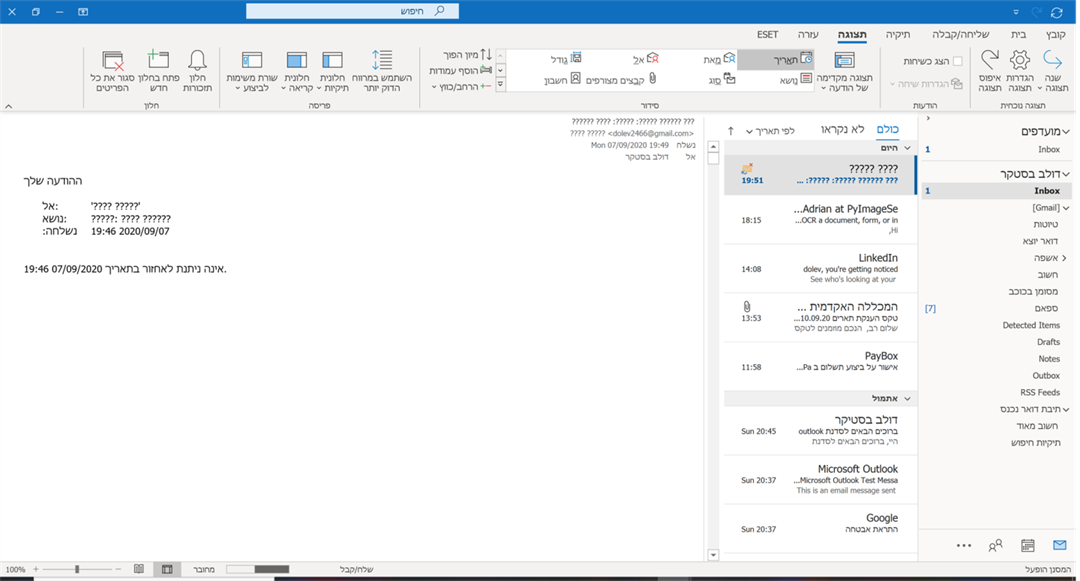 חיפוש
קובץ
בית
שליחה/קבלה
תיקיה
תצוגה
עזרה
ESET
שנה תצוגה
הגדרות תצוגה
איפוס תצוגה
תצוגה נוכחית
הצג כשיחות
הגדרות שיחה
הודעות
תצוגה מקדימה של הודעה
תאריך
מאת
אל
גודל
נושא
סוג
קבצים מצורפים
חשבון
מיון הפוך
הוסף עמודות
הרחב/כווץ
סידור
השתמש במרווח הדוק יותר
חלונית תיקיות
חלונית קריאה
שורת משימות לביצוע
פריסה
חלון תזכורות
פתח בחלון חדש
סגור את כל הפריטים
חלון
מועדפים
Inbox 1
דולב בסטקר
Inbox 1
[Gmail]
טיוטות
דואר יוצא
אשפה
חשוב
מסומן בכוכב
ספאם [7]
Detected Items
Drafts
Notes
Outbox
RSS Feeds
תיבת דואר נכנס
חשוב מאוד
תיקיות חיפוש
כולם
לא נקראו
לפי תאריך
היום
???? ?????
??? ?????? ?????: ?????: ... 19:51
Adrian at PyImageSe...
OCR a document, form, or in... 18:15
Hi,
LinkedIn
dolev, you're getting noticed 14:08
See who's looking at your
המכללה האקדמית ...
טקס הענקת תארים 10.09.20... 13:53
שלום רב, הנכם מוזמנים לטקס
PayBox
אישור על ביצוע תשלום ב Pa... 11:58
אתמול
דולב בסטיקר
ברוכים הבאים לסדנת outlook Sun 20:45
היי, ברוכים הבאים לסדנת
Microsoft Outlook
Microsoft Outlook Test Messa... Sun 20:37
This is an email message sent
Google
התראת אבטחה Sun 20:37
??? ?????? ?????: ?????: ???? ??????
???? ????? <dolev2466@gmail.com>
נשלח Mon 07/09/2020 19:49
אל דולב בסטקר
ההודעה שלך
אל: '???? ?????'
נושא: ?????: ???? ??????
נשלחה: 19:46 2020/09/07
אינה ניתנת לאחזור בתאריך 07/09/2020 19:46.
המסנן הופעל
שלח/קבל
מחובר
100%